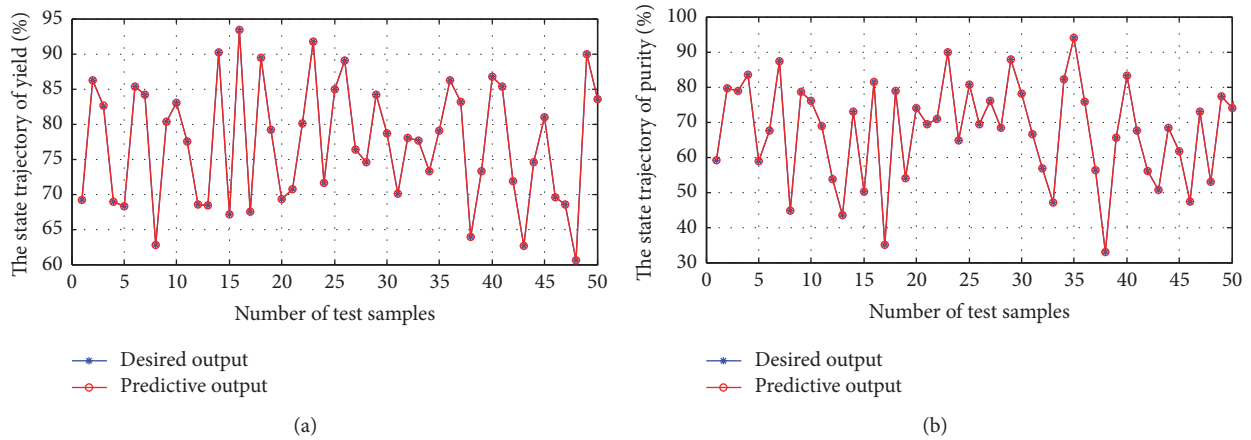 The state trajectory of yield (%)
95
90
85
80
75
70
65
60
0 5 10 15 20 25 30 35 40 45 50
Number of test samples
Desired output
Predictive output
(a)
The state trajectory of purity (%)
100
90
80
70
60
50
40
30
0 5 10 15 20 25 30 35 40 45 50
Number of test samples
Desired output
Predictive output
(b)